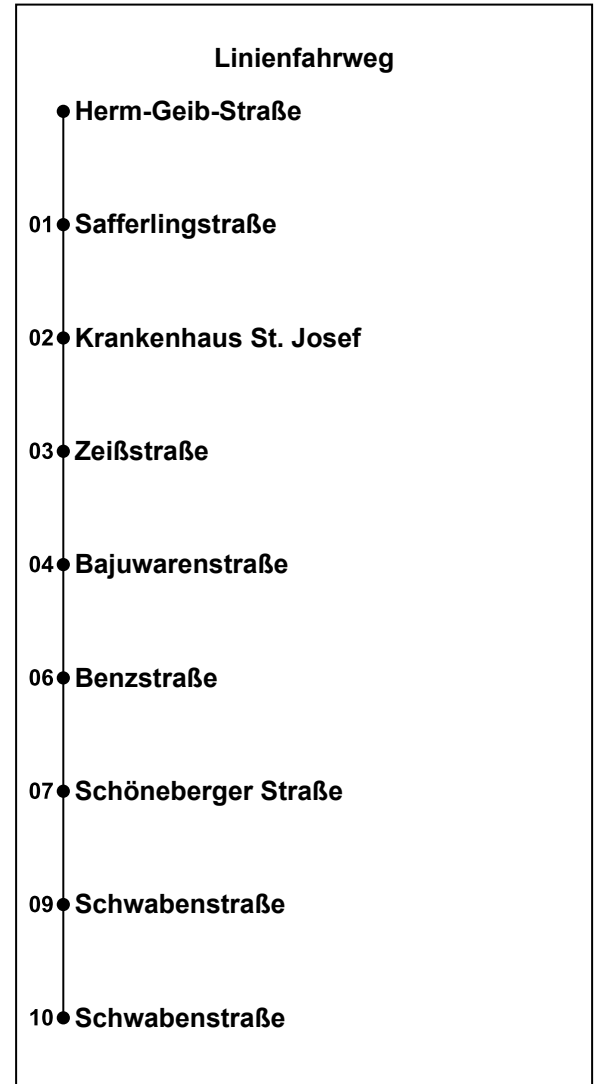 Linienfahrweg
Herm-Geib-Straße
01 Safferlingstraße
02 Krankenhaus St. Josef
03 Zeißstraße
04 Bajuwarenstraße
06 Benzstraße
07 Schöneberger Straße
09 Schwabenstraße
10 Schwabenstraße